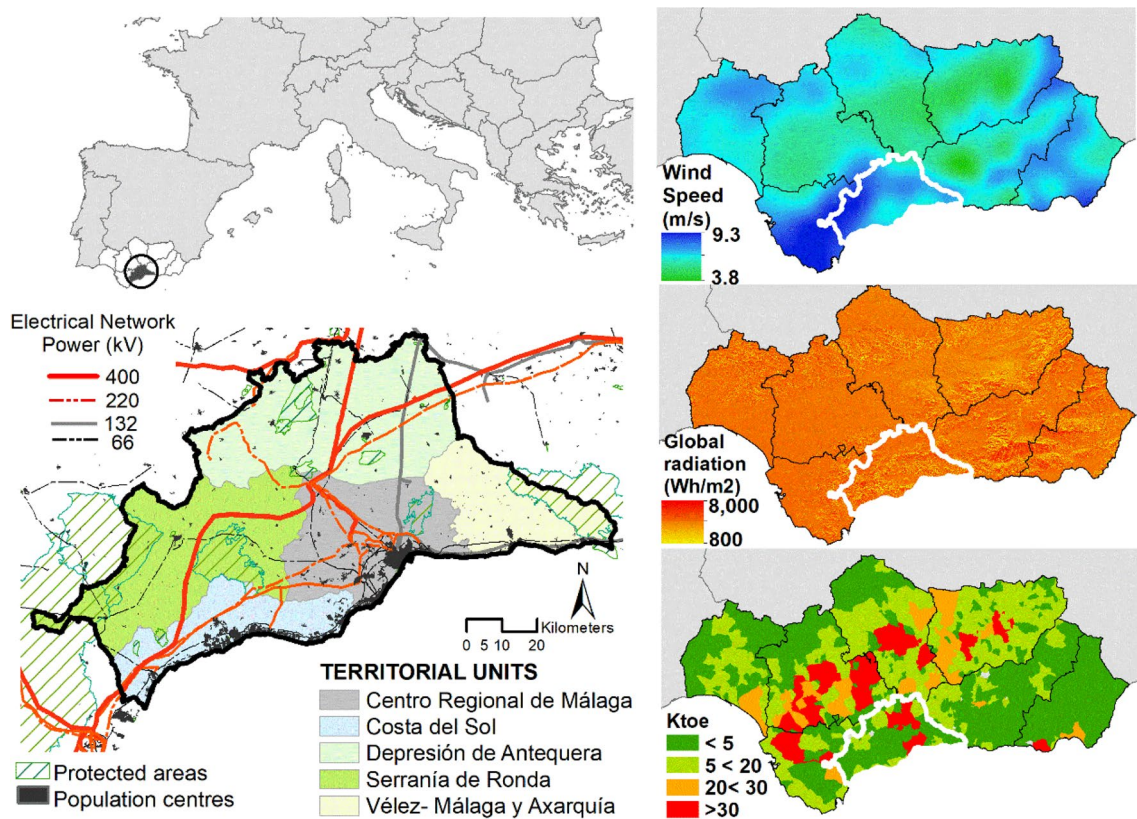 Electrical Network
Power (kV)
400
220
132
66
N
0 5 10 20
Kilometers
TERRITORIAL UNITS
Centro Regional de Málaga
Costa del Sol
Depresión de Antequera
Serranía de Ronda
Vélez- Málaga y Axarquía
Protected areas
Population centres
Wind
Speed
(m/s)
9.3
3.8
Global
radiation
(Wh/m2)
8,000
800
Ktoe
< 5
5 < 20
20< 30
>30